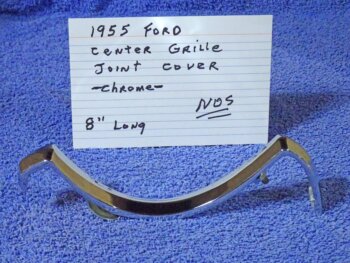 1955 FORD
CENTER GRILLE
JOINT COVER
-CHROME-
NOS
8" LONG